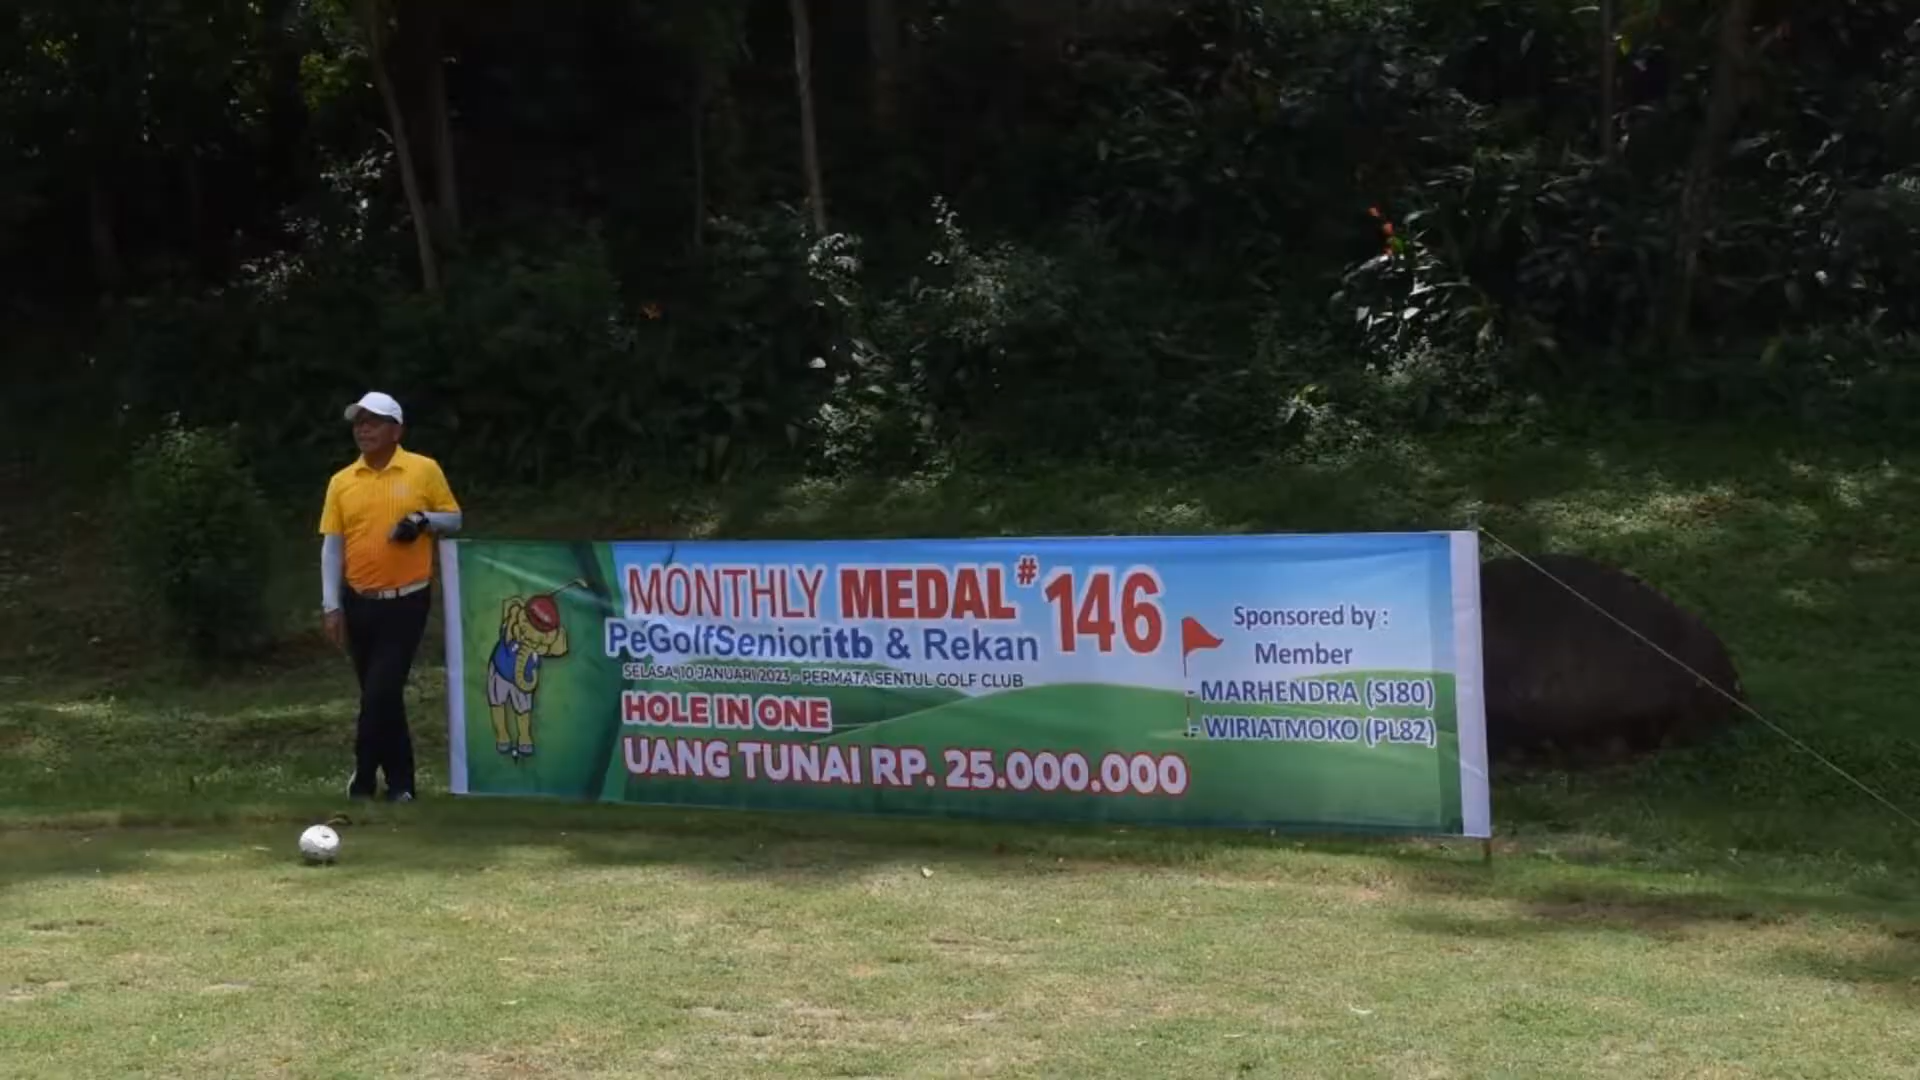 MONTHLY MEDAL #146
PeGolfSenioritb & Rekan
SELASA, 10 JANUARI 2023 - PERMATA SENTUL GOLF CLUB
HOLE IN ONE
UANG TUNAI RP. 25.000.000
Sponsored by :
Member
- MARHENDRA (SI80)
- WIRIATMOKO (PL82)